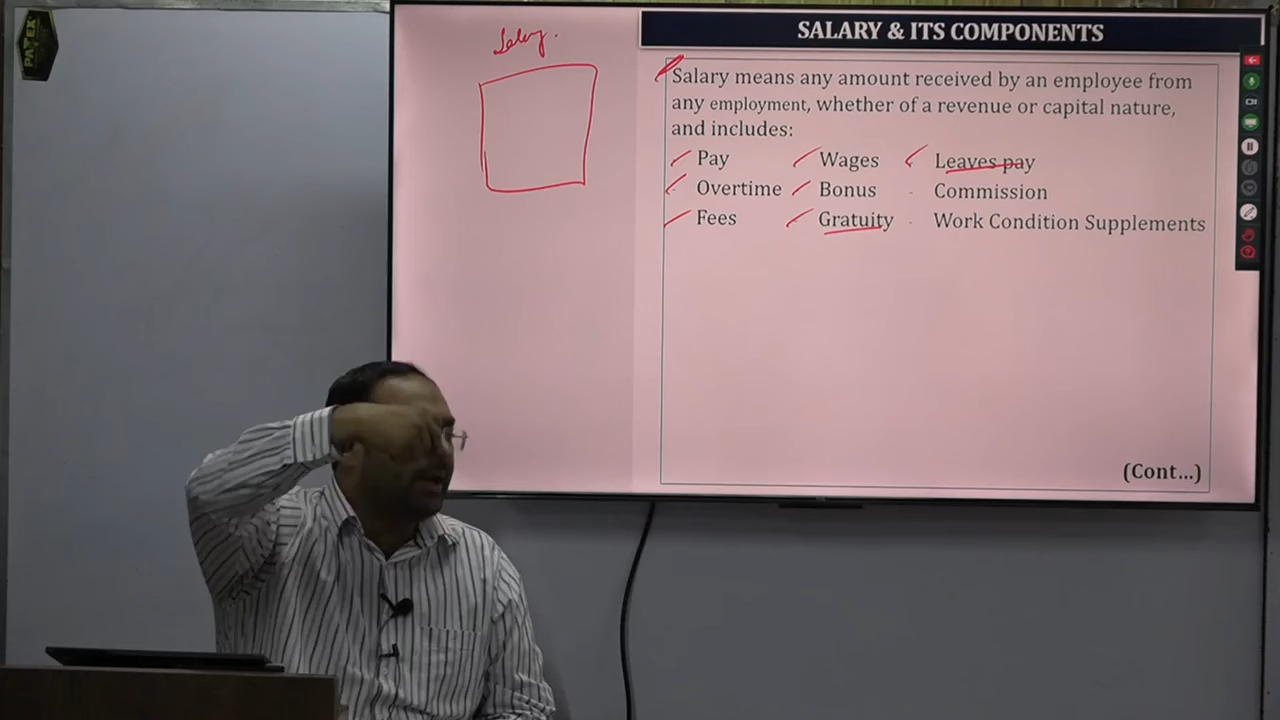 PATEX
Salary.
SALARY & ITS COMPONENTS
Salary means any amount received by an employee from
any employment, whether of a revenue or capital nature,
and includes:
Pay Wages Leaves pay
Overtime Bonus Commission
Fees Gratuity Work Condition Supplements
(Cont...)